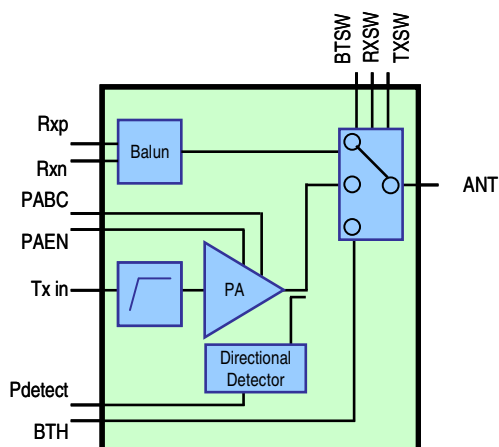 BTSW
RXSW
TXSW
Rxp
Rxn
Balun
PABC
ANT
PAEN
Tx in
PA
Directional
Detector
Pdetect
BTH